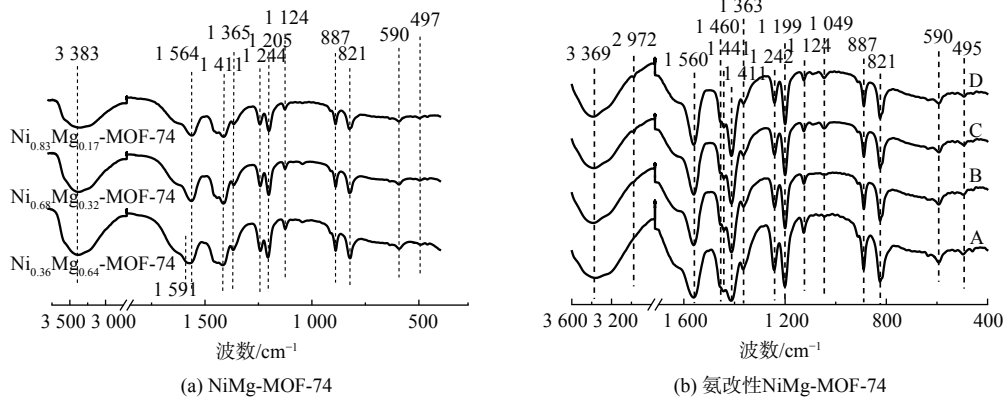 3 383
1 564
1 411
1 365
1 244
1 205
1 124
887
821
590
497
Ni0.83Mg0.17-MOF-74
Ni0.68Mg0.32-MOF-74
Ni0.36Mg0.64-MOF-74
1 591
3 500 3 000 1 500 1 000 500
波数/cm−1
(a) NiMg-MOF-74
3 369
2 972
1 560
1 460
1 441
1 411
1 363
1 242
1 199
1 124
1 049
887
821
590
495
D
C
B
A
3 600 3 200 1 600 1 200 800 400
波数/cm−1
(b) 氨改性NiMg-MOF-74